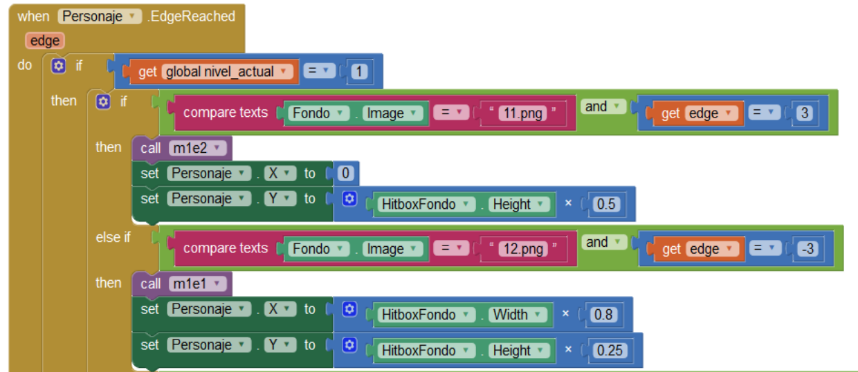 when Personaje .EdgeReached
edge
do if get global nivel_actual = 1
then if compare texts Fondo . Image = " 11.png " and get edge = 3
then call m1e2
set Personaje . X to 0
set Personaje . Y to HitboxFondo . Height × 0.5
else if compare texts Fondo . Image = " 12.png " and get edge = -3
then call m1e1
set Personaje . X to HitboxFondo . Width × 0.8
set Personaje . Y to HitboxFondo . Height × 0.25